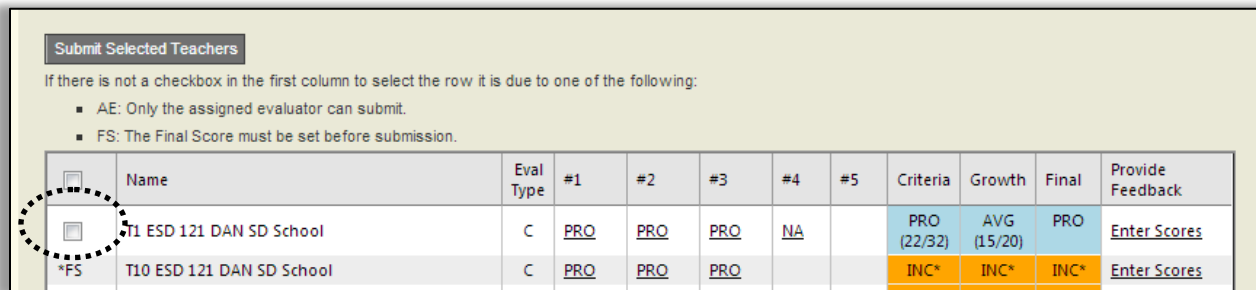 Submit Selected Teachers
If there is not a checkbox in the first column to select the row it is due to one of the following:
AE: Only the assigned evaluator can submit.
FS: The Final Score must be set before submission.
Name Eval Type #1 #2 #3 #4 #5 Criteria Growth Final Provide Feedback
T1 ESD 121 DAN SD School C PRO PRO PRO NA PRO (22/32) AVG (15/20) PRO Enter Scores
*FS T10 ESD 121 DAN SD School C PRO PRO PRO INC* INC* INC* Enter Scores